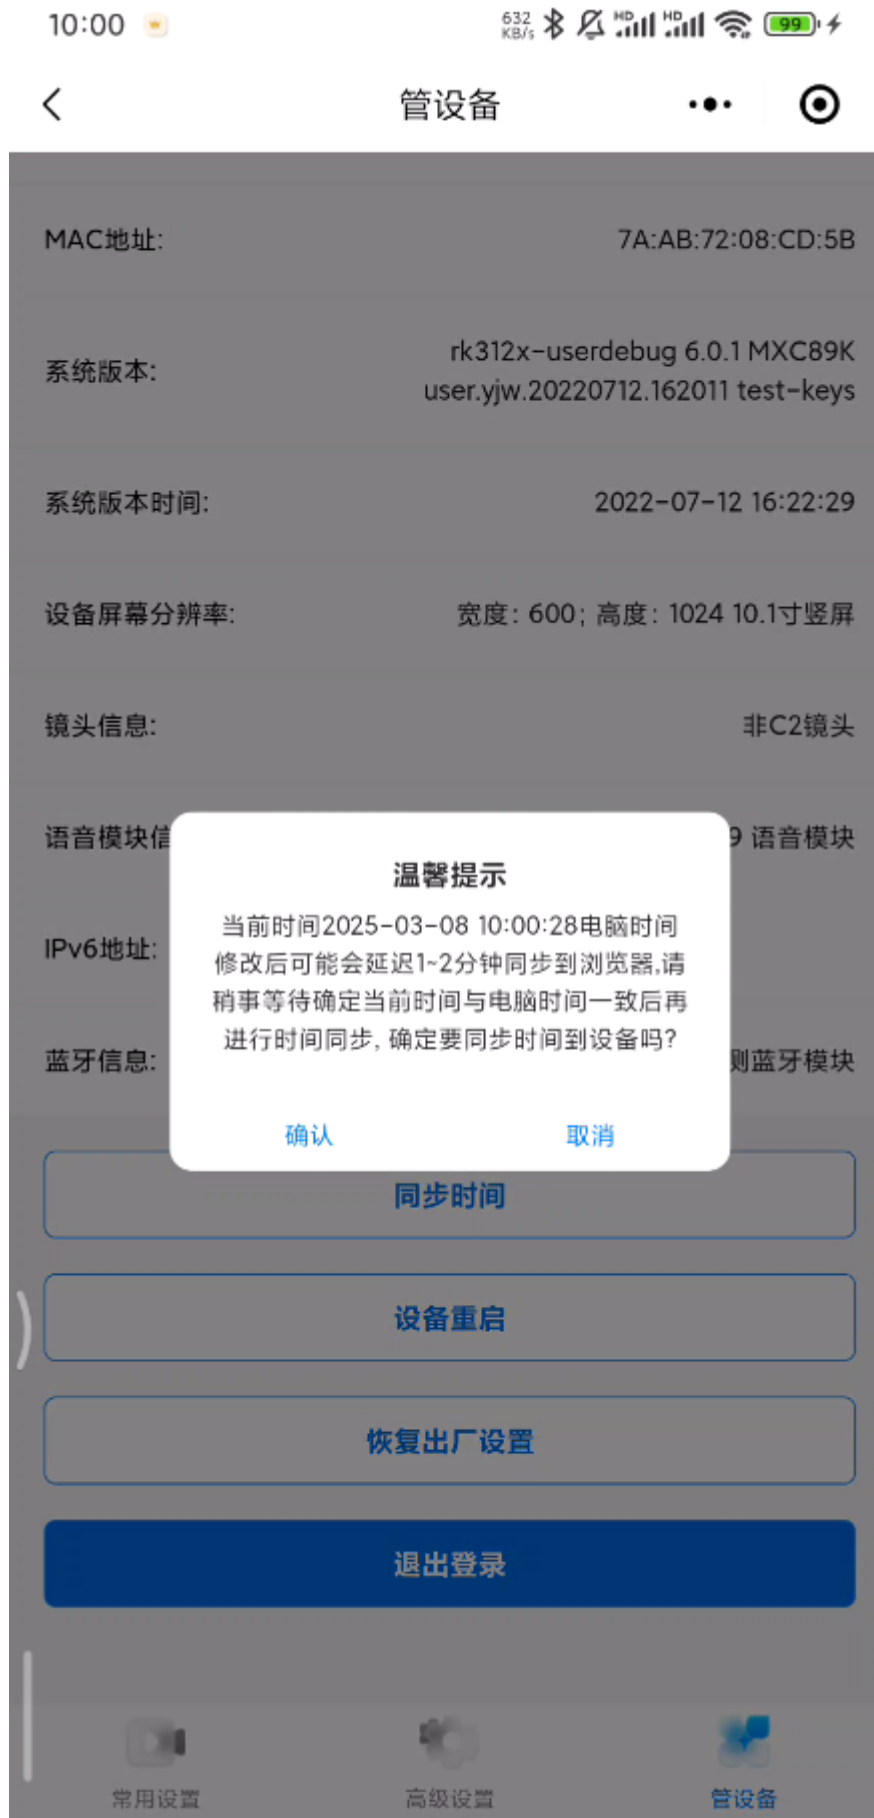 10:00
632 KB/s
HD HD
99
管设备
MAC地址: 7A:AB:72:08:CD:5B
系统版本: rk312x-userdebug 6.0.1 MXC89K
user.yjw.20220712.162011 test-keys
系统版本时间: 2022-07-12 16:22:29
设备屏幕分辨率: 宽度: 600; 高度: 1024 10.1寸竖屏
镜头信息: 非C2镜头
语音模块信 9 语音模块
温馨提示
当前时间2025-03-08 10:00:28电脑时间
修改后可能会延迟1~2分钟同步到浏览器,请
稍事等待确定当前时间与电脑时间一致后再
进行时间同步, 确定要同步时间到设备吗?
IPv6地址:
蓝牙信息: 测蓝牙模块
确认 取消
同步时间
设备重启
恢复出厂设置
退出登录
常用设置 高级设置 管设备